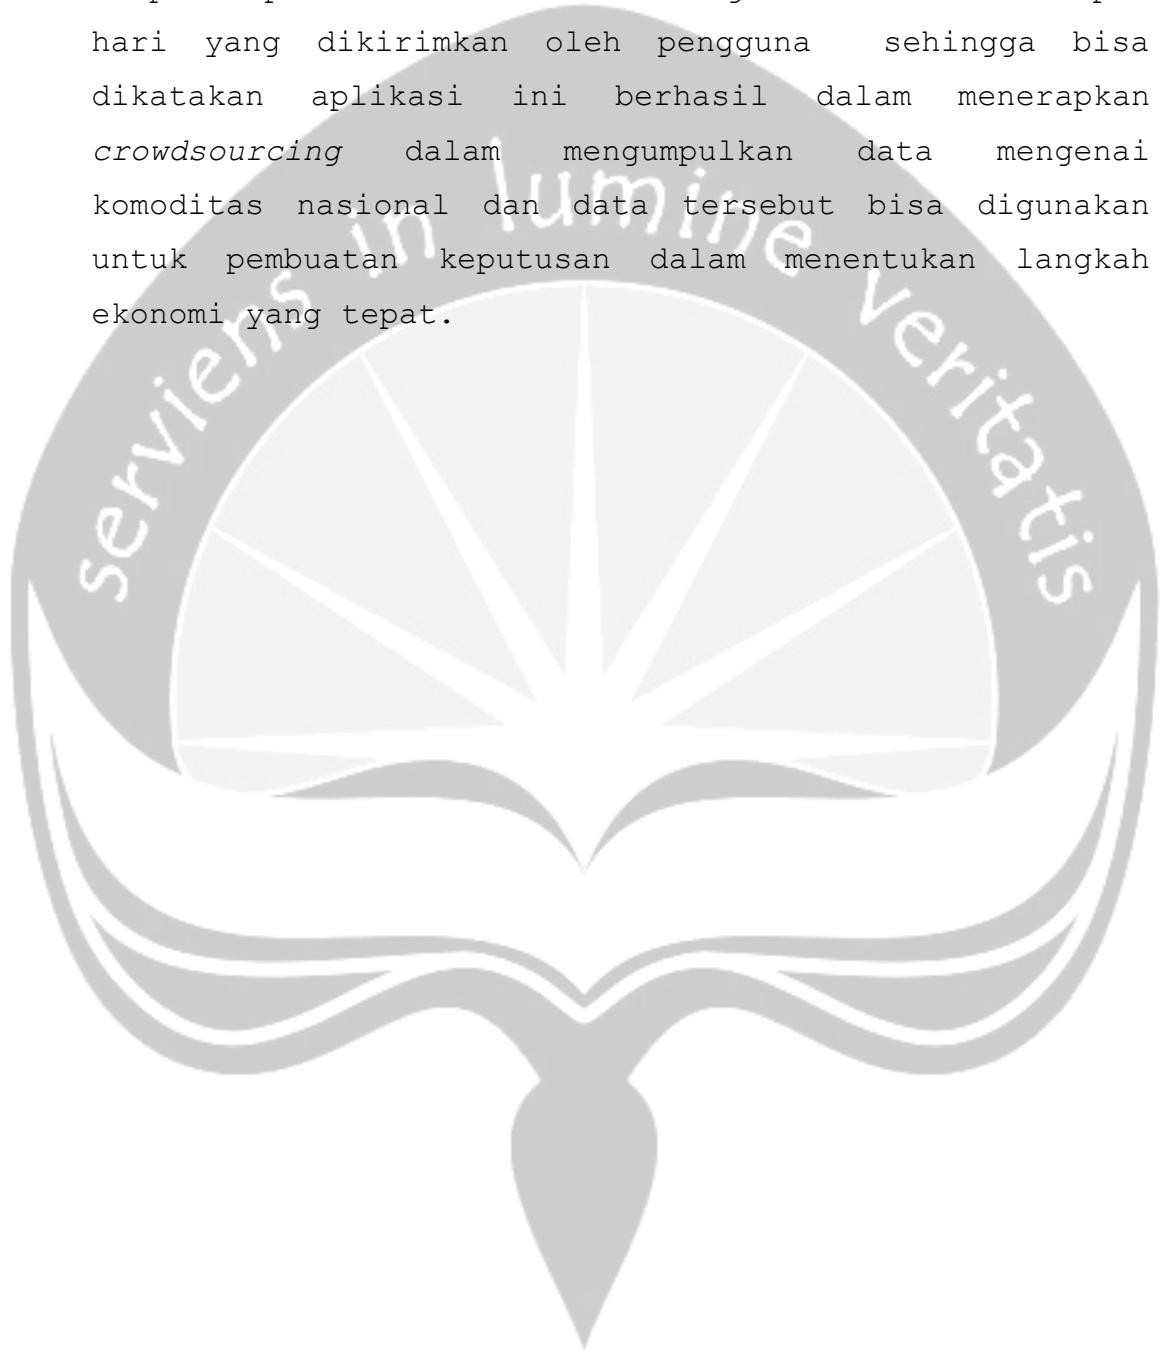 hari yang dikirimkan oleh pengguna sehingga bisa
dikatakan aplikasi ini berhasil dalam menerapkan
crowdsourcing dalam mengumpulkan data mengenai
komoditas nasional dan data tersebut bisa digunakan
untuk pembuatan keputusan dalam menentukan langkah
ekonomi yang tepat.
serviens in lumine veritatis